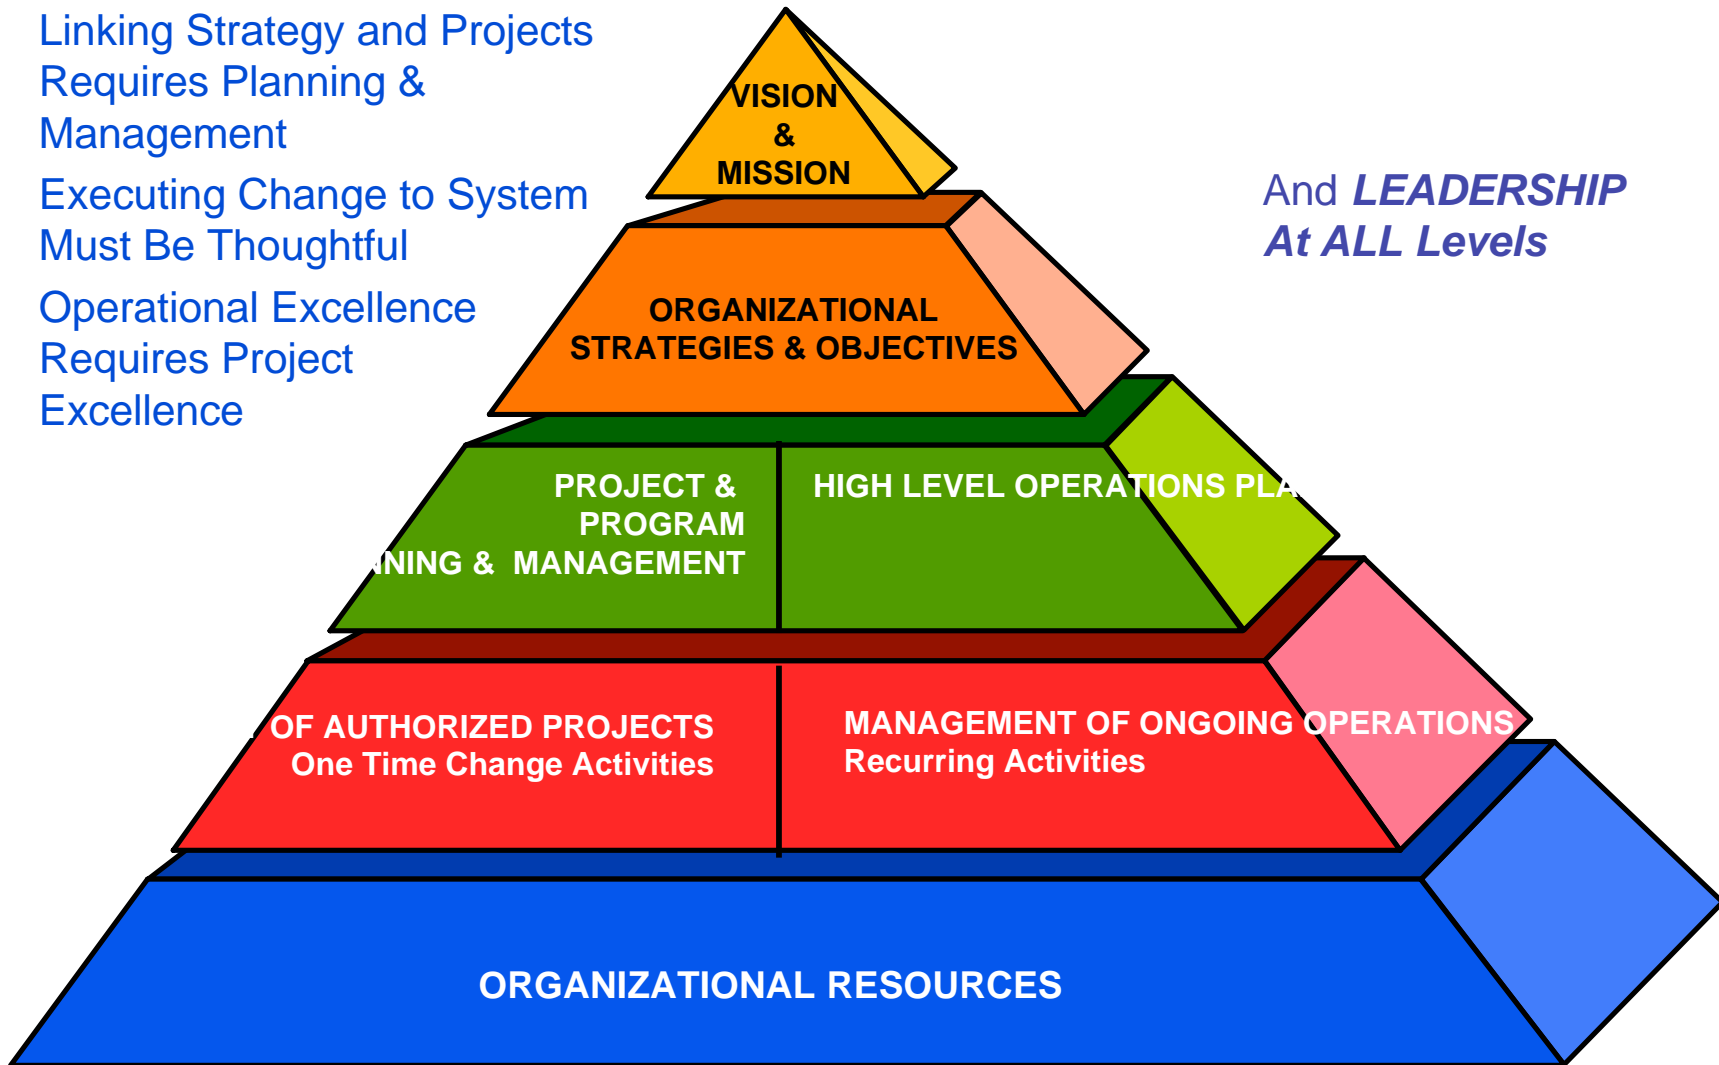 Linking Strategy and Projects
Requires Planning &
Management
Executing Change to System
Must Be Thoughtful
Operational Excellence
Requires Project
Excellence
And LEADERSHIP
At ALL Levels
VISION
&
MISSION
ORGANIZATIONAL
STRATEGIES & OBJECTIVES
PROJECT &
PROGRAM
& MANAGEMENT
HIGH LEVEL OPERATIONS
OF AUTHORIZED PROJECTS
One Time Change Activities
MANAGEMENT OF ONGOING OPERATIONS
Recurring Activities
ORGANIZATIONAL RESOURCES